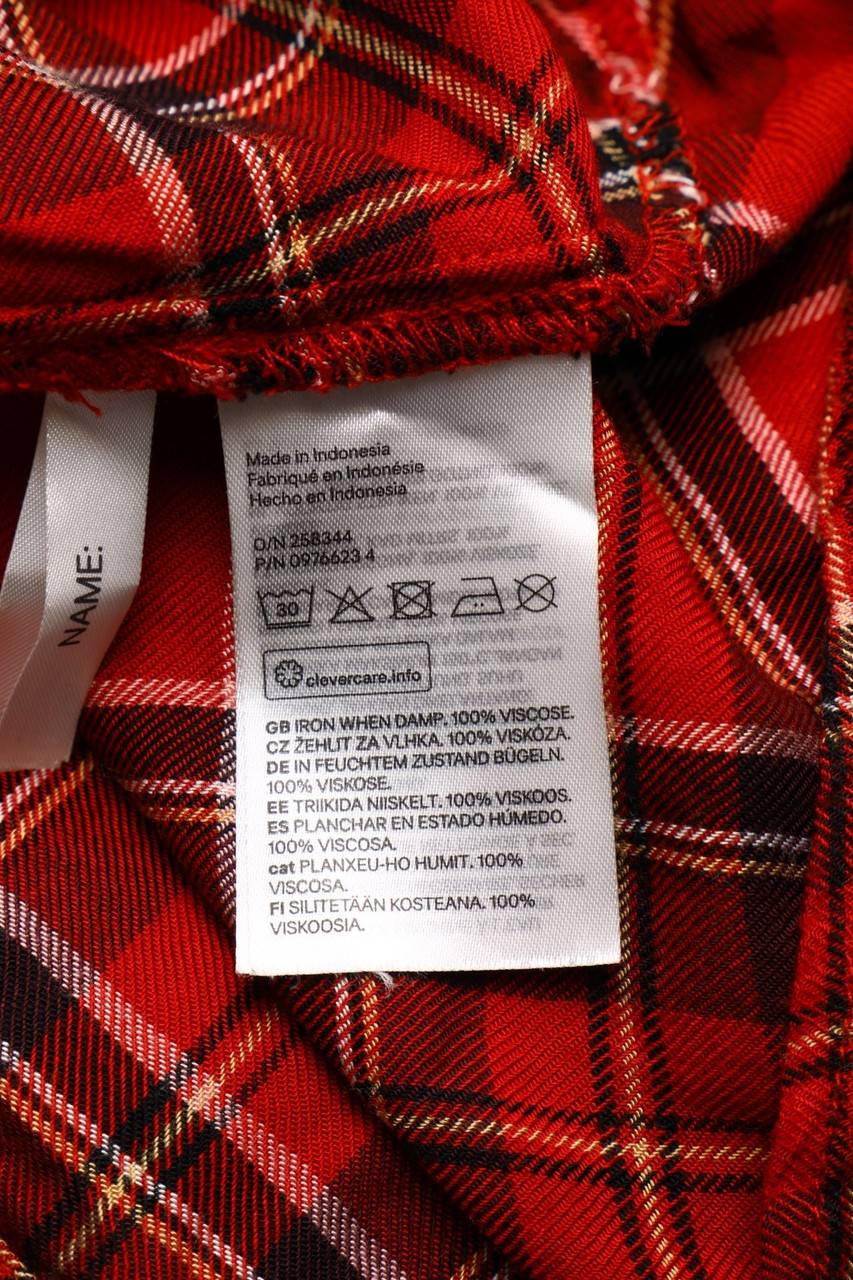 Made in Indonesia
Fabriqué en Indonésie
Hecho en Indonesia
O/N 258344
P/N 0976623 4
30
clevercare.info
GB IRON WHEN DAMP. 100% VISCOSE.
CZ ŽEHLIT ZA VLHKA. 100% VISKÓZA.
DE IN FEUCHTEM ZUSTAND BÜGELN.
100% VISKOSE.
EE TRIIKIDA NIISKELT. 100% VISKOOS.
ES PLANCHAR EN ESTADO HÚMEDO.
100% VISCOSA.
cat PLANXEU-HO HUMIT. 100%
VISCOSA.
FI SILITETÄÄN KOSTEANA. 100%
VISKOOSIA.
NAME: